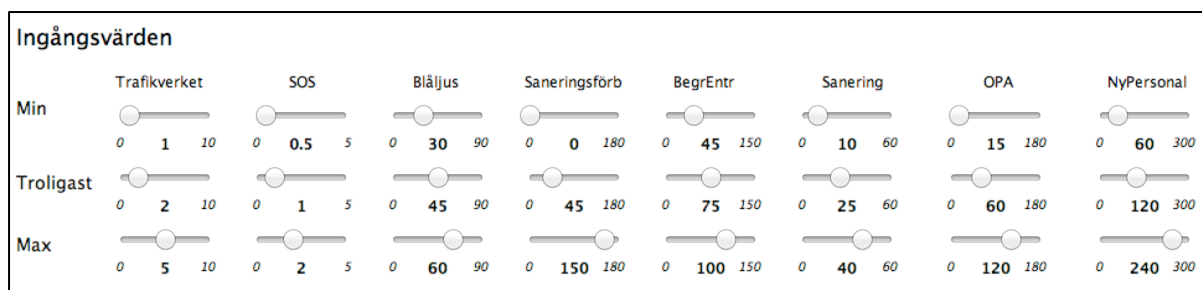 Ingångsvärden
Trafikverket SOS Blåljus Saneringsförb BegrEntr Sanering OPA NyPersonal
Min
0 1 10 0 0.5 5 0 30 90 0 0 180 0 45 150 0 10 60 0 15 180 0 60 300
Troligast
0 2 10 0 1 5 0 45 90 0 45 180 0 75 150 0 25 60 0 60 180 0 120 300
Max
0 5 10 0 2 5 0 60 90 0 150 180 0 100 150 0 40 60 0 120 180 0 240 300